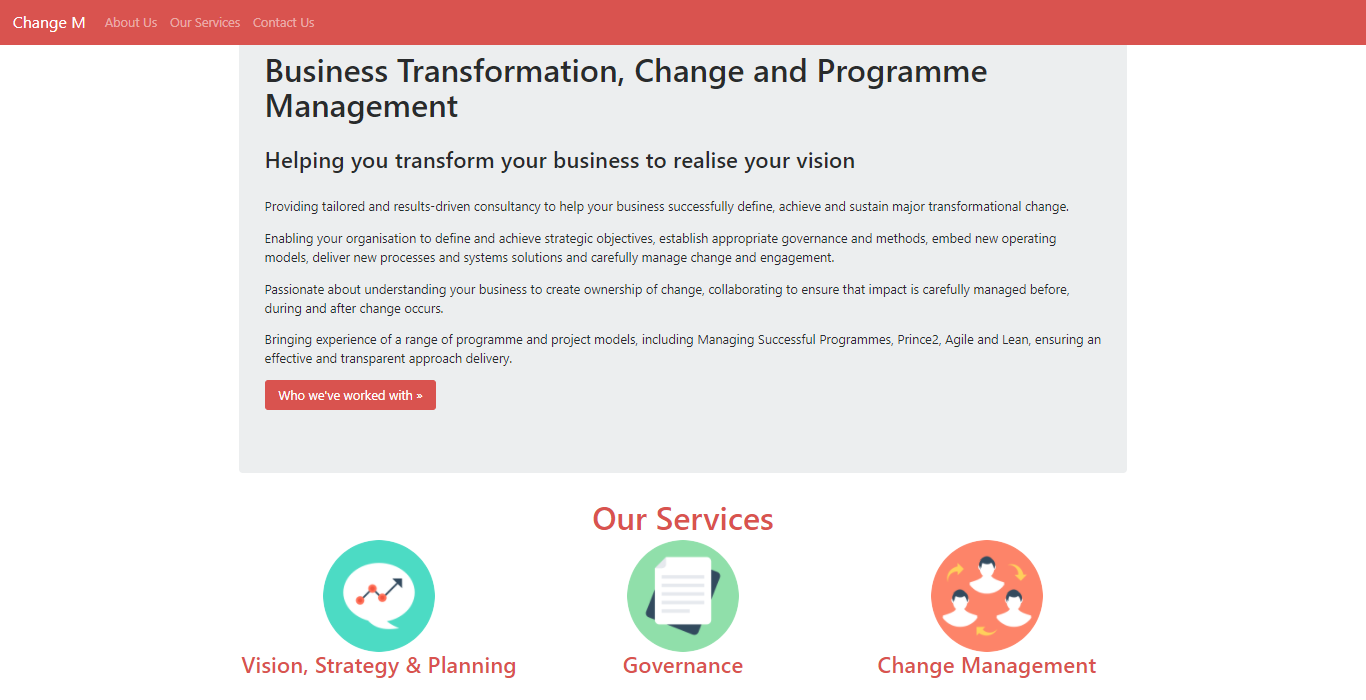 Change M About Us Our Services Contact Us
Business Transformation, Change and Programme
Management
Helping you transform your business to realise your vision
Providing tailored and results-driven consultancy to help your business successfully define, achieve and sustain major transformational change.
Enabling your organisation to define and achieve strategic objectives, establish appropriate governance and methods, embed new operating
models, deliver new processes and systems solutions and carefully manage change and engagement.
Passionate about understanding your business to create ownership of change, collaborating to ensure that impact is carefully managed before,
during and after change occurs.
Bringing experience of a range of programme and project models, including Managing Successful Programmes, Prince2, Agile and Lean, ensuring an
effective and transparent approach delivery.
Who we've worked with »
Our Services
Vision, Strategy & Planning
Governance
Change Management